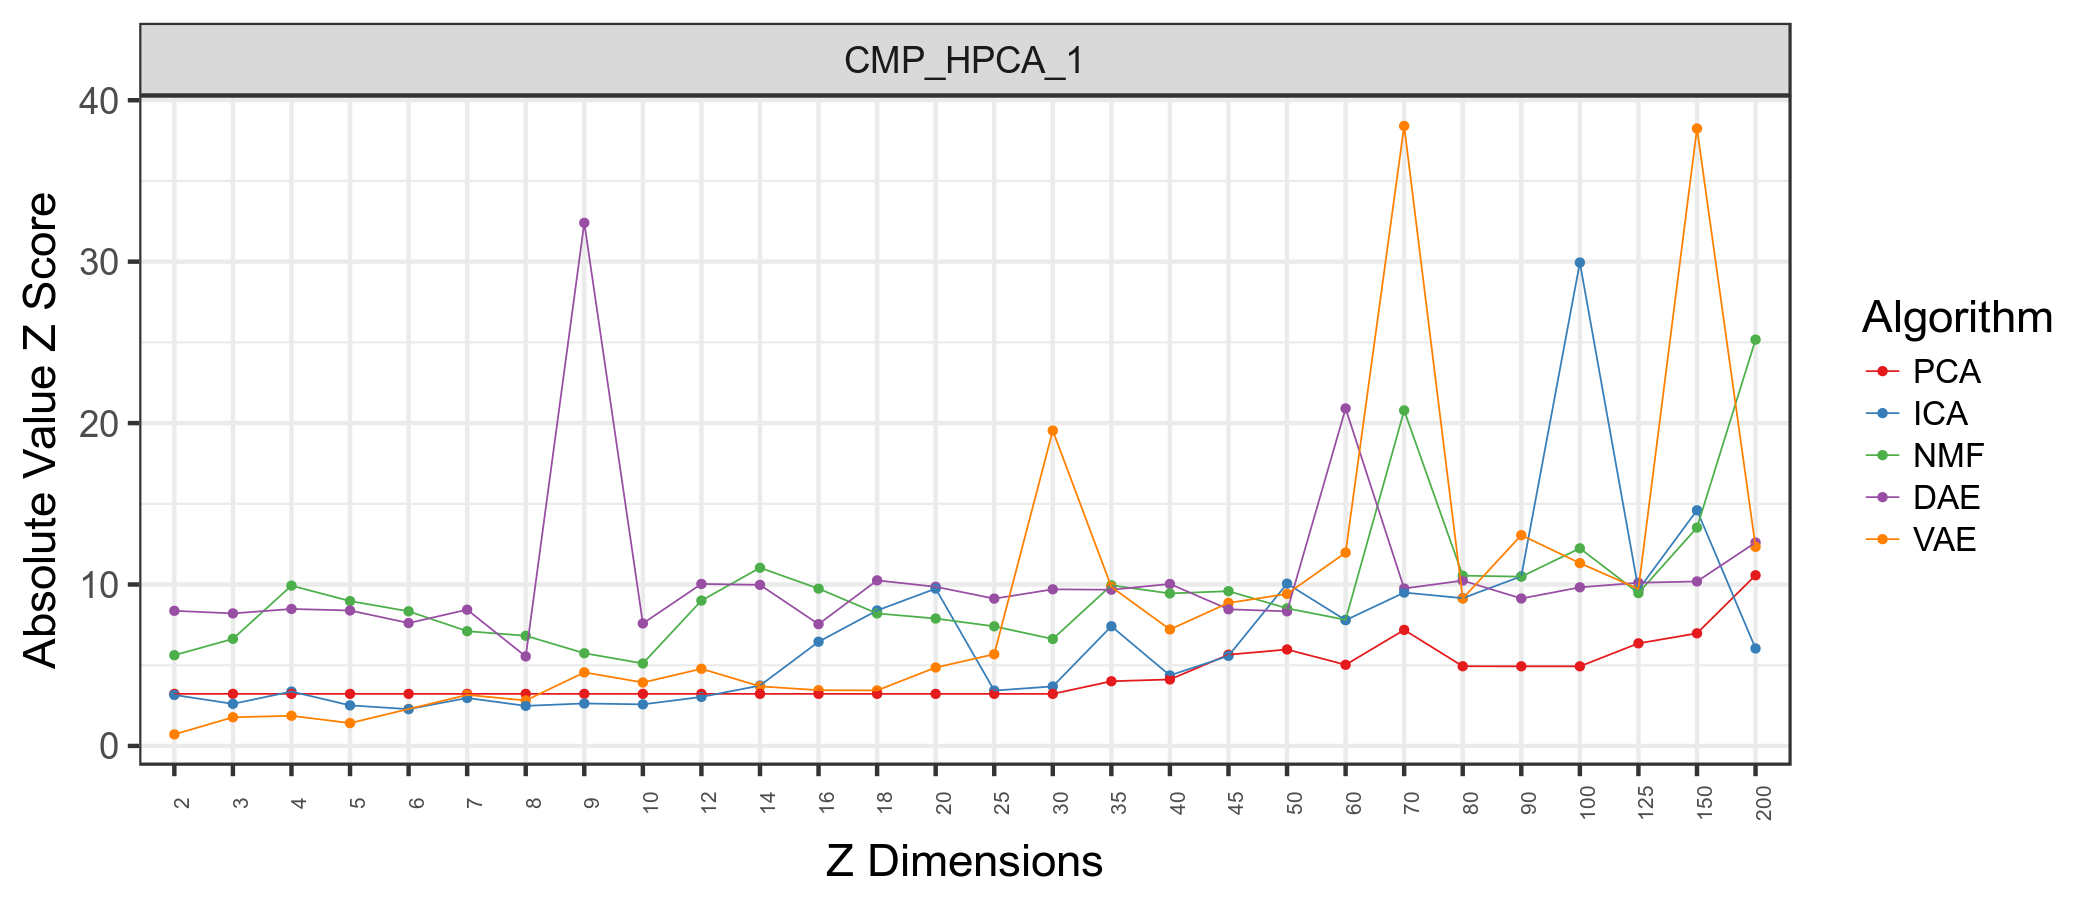 CMP_HPCA_1
Absolute Value Z Score
40
30
20
10
0
2 3 4 5 6 7 8 9 10 12 14 16 18 20 25 30 35 40 45 50 60 70 80 90 100 125 150 200
Z Dimensions
Algorithm
PCA
ICA
NMF
DAE
VAE